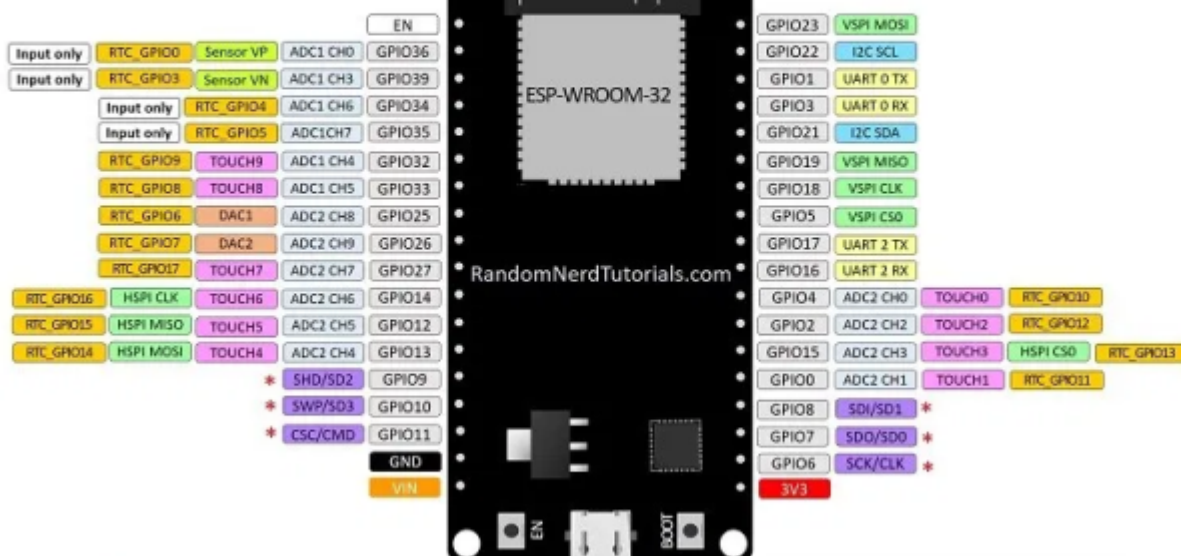 EN GPIO23 VSPI MOSI
Input only RTC_GPIO0 Sensor VP ADC1 CH0 GPIO36 GPIO22 I2C SCL
Input only RTC_GPIO3 Sensor VN ADC1 CH3 GPIO39 GPIO1 UART 0 TX
Input only RTC_GPIO4 ADC1 CH6 GPIO34 ESP-WROOM-32 GPIO3 UART 0 RX
Input only RTC_GPIO5 ADC1CH7 GPIO35 GPIO21 I2C SDA
RTC_GPIO9 TOUCH9 ADC1 CH4 GPIO32 GPIO19 VSPI MISO
RTC_GPIO8 TOUCH8 ADC1 CH5 GPIO33 GPIO18 VSPI CLK
RTC_GPIO6 DAC1 ADC2 CH8 GPIO25 GPIO5 VSPI CS0
RTC_GPIO7 DAC2 ADC2 CH9 GPIO26 GPIO17 UART 2 TX
RTC_GPIO17 TOUCH7 ADC2 CH7 GPIO27 RandomNerdTutorials.com GPIO16 UART 2 RX
RTC_GPIO16 HSPI CLK TOUCH6 ADC2 CH6 GPIO14 GPIO4 ADC2 CH0 TOUCH0 RTC_GPIO10
RTC_GPIO15 HSPI MISO TOUCH5 ADC2 CH5 GPIO12 GPIO2 ADC2 CH2 TOUCH2 RTC_GPIO12
RTC_GPIO14 HSPI MOSI TOUCH4 ADC2 CH4 GPIO13 GPIO15 ADC2 CH3 TOUCH3 HSPI CS0 RTC_GPIO13
* SHD/SD2 GPIO9 GPIO0 ADC2 CH1 TOUCH1 RTC_GPIO11
* SWP/SD3 GPIO10 GPIO8 SDI/SD1 *
* CSC/CMD GPIO11 GPIO7 SDO/SD0 *
GND GPIO6 SCK/CLK *
VIN 3V3
EN BOOT